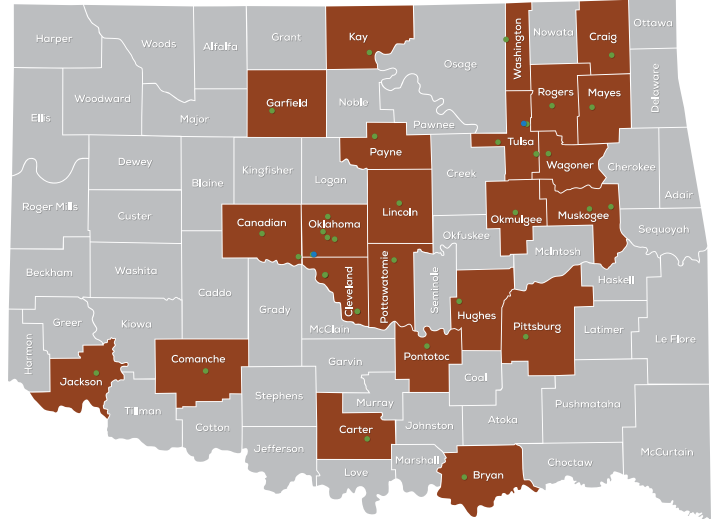 Harper
Woods
Alfalfa
Grant
Kay
Osage
Washington
Nowata
Craig
Ottawa
Ellis
Woodward
Major
Garfield
Noble
Pawnee
Rogers
Mayes
Delaware
Dewey
Blaine
Kingfisher
Logan
Payne
Creek
Tulsa
Wagoner
Cherokee
Adair
Roger Mills
Custer
Canadian
Oklahoma
Lincoln
Okfuskee
Okmulgee
Muskogee
Sequoyah
Beckham
Washita
Caddo
Grady
McClain
Cleveland
Pottawatomie
Seminole
Hughes
McIntosh
Haskell
Pittsburg
Latimer
Le Flore
Harmon
Greer
Kiowa
Jackson
Comanche
Tillman
Cotton
Stephens
Garvin
Pontotoc
Coal
Murray
Carter
Johnston
Atoka
Pushmataha
McCurtain
Jefferson
Love
Marshall
Bryan
Choctaw